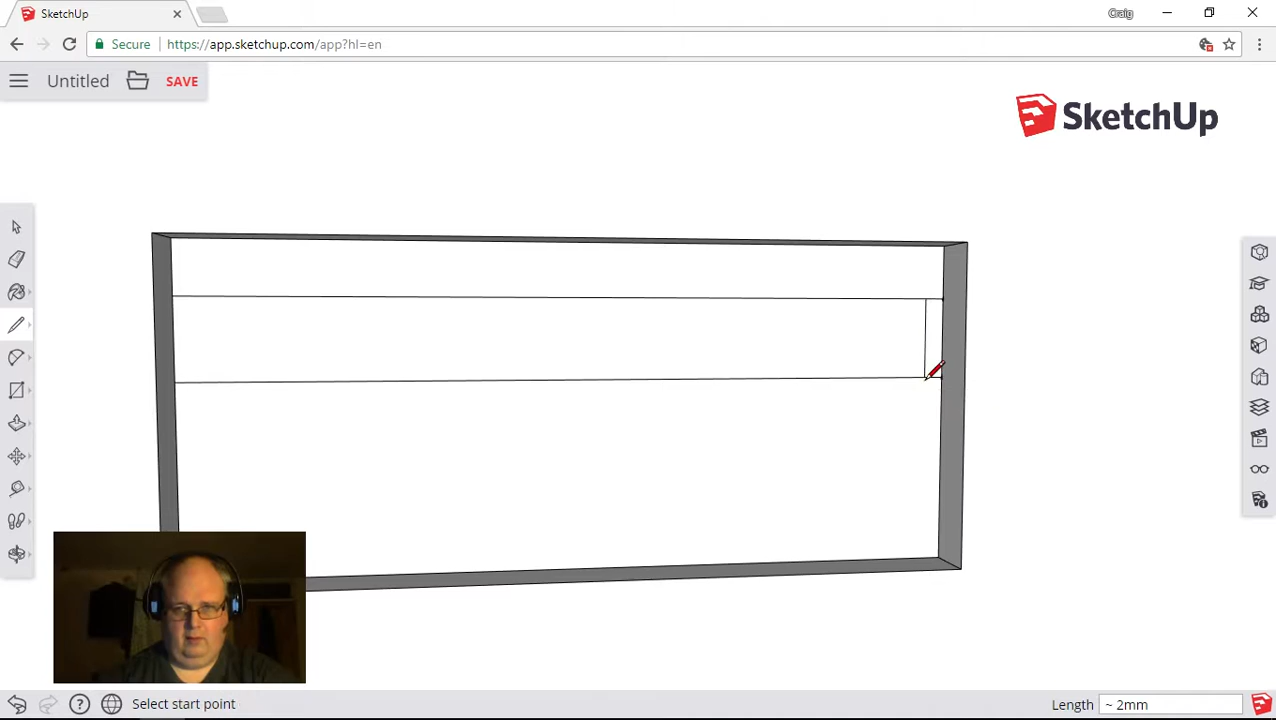 SketchUp
Craig
Secure
https://app.sketchup.com/app?hl=en
Untitled
SAVE
SketchUp
Select start point
Length
~ 2mm